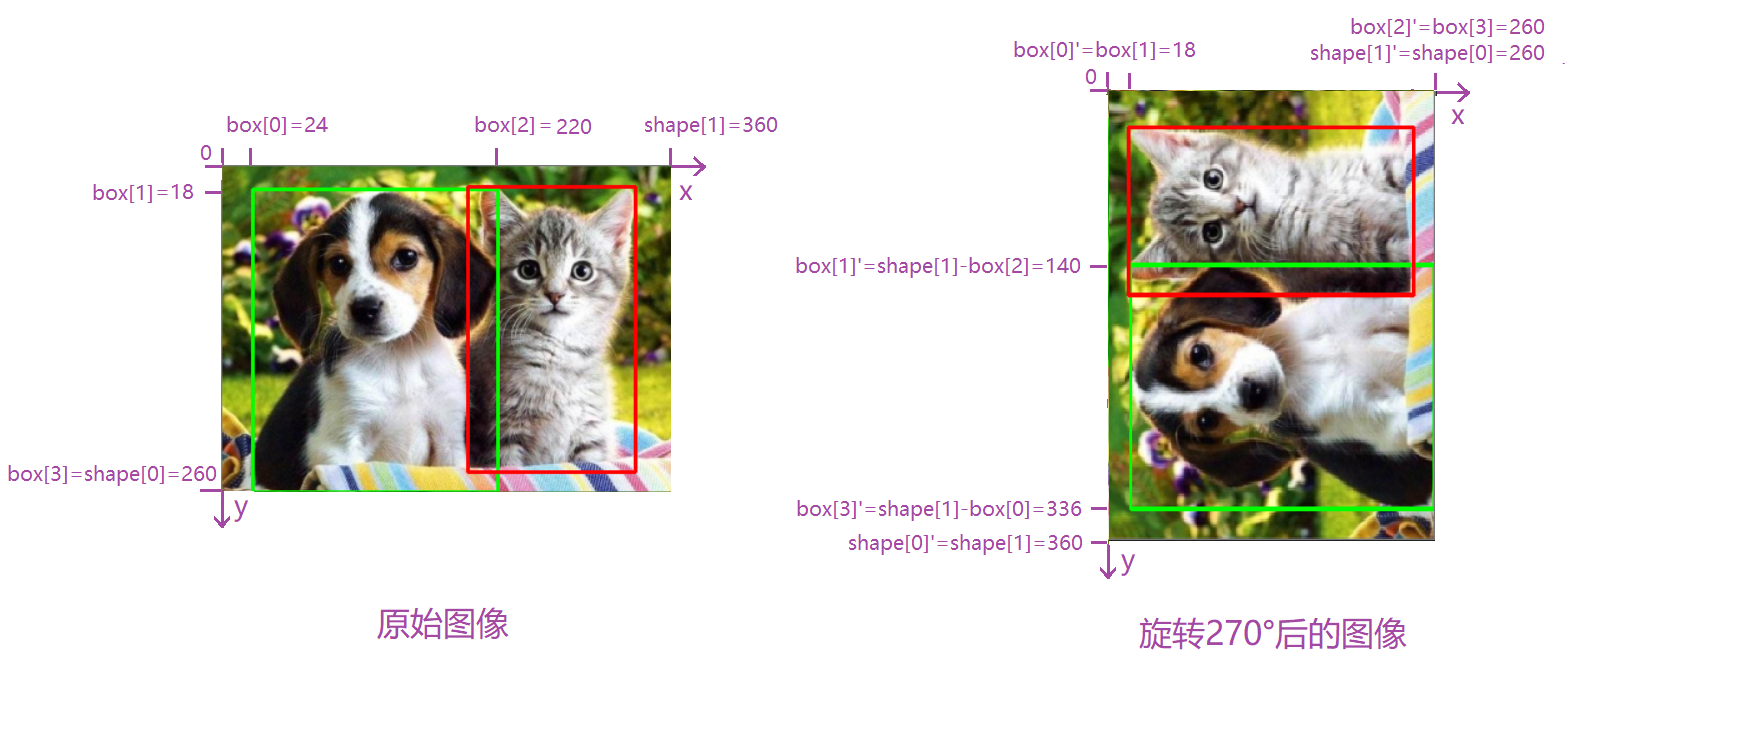 box[0]=24
box[2]=220
shape[1]=360
0
x
box[1]=18
box[3]=shape[0]=260
y
原始图像
box[2]'=box[3]=260
box[0]'=box[1]=18
shape[1]'=shape[0]=260
0
x
box[1]'=shape[1]-box[2]=140
box[3]'=shape[1]-box[0]=336
shape[0]'=shape[1]=360
y
旋转270°后的图像